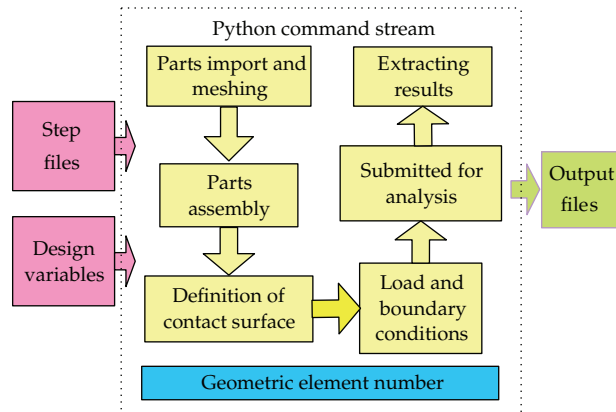 Python command stream
Parts import and
meshing
Extracting
results
Step
files
Parts
assembly
Submitted for
analysis
Output
files
Design
variables
Definition of
contact surface
Load and
boundary
conditions
Geometric element number